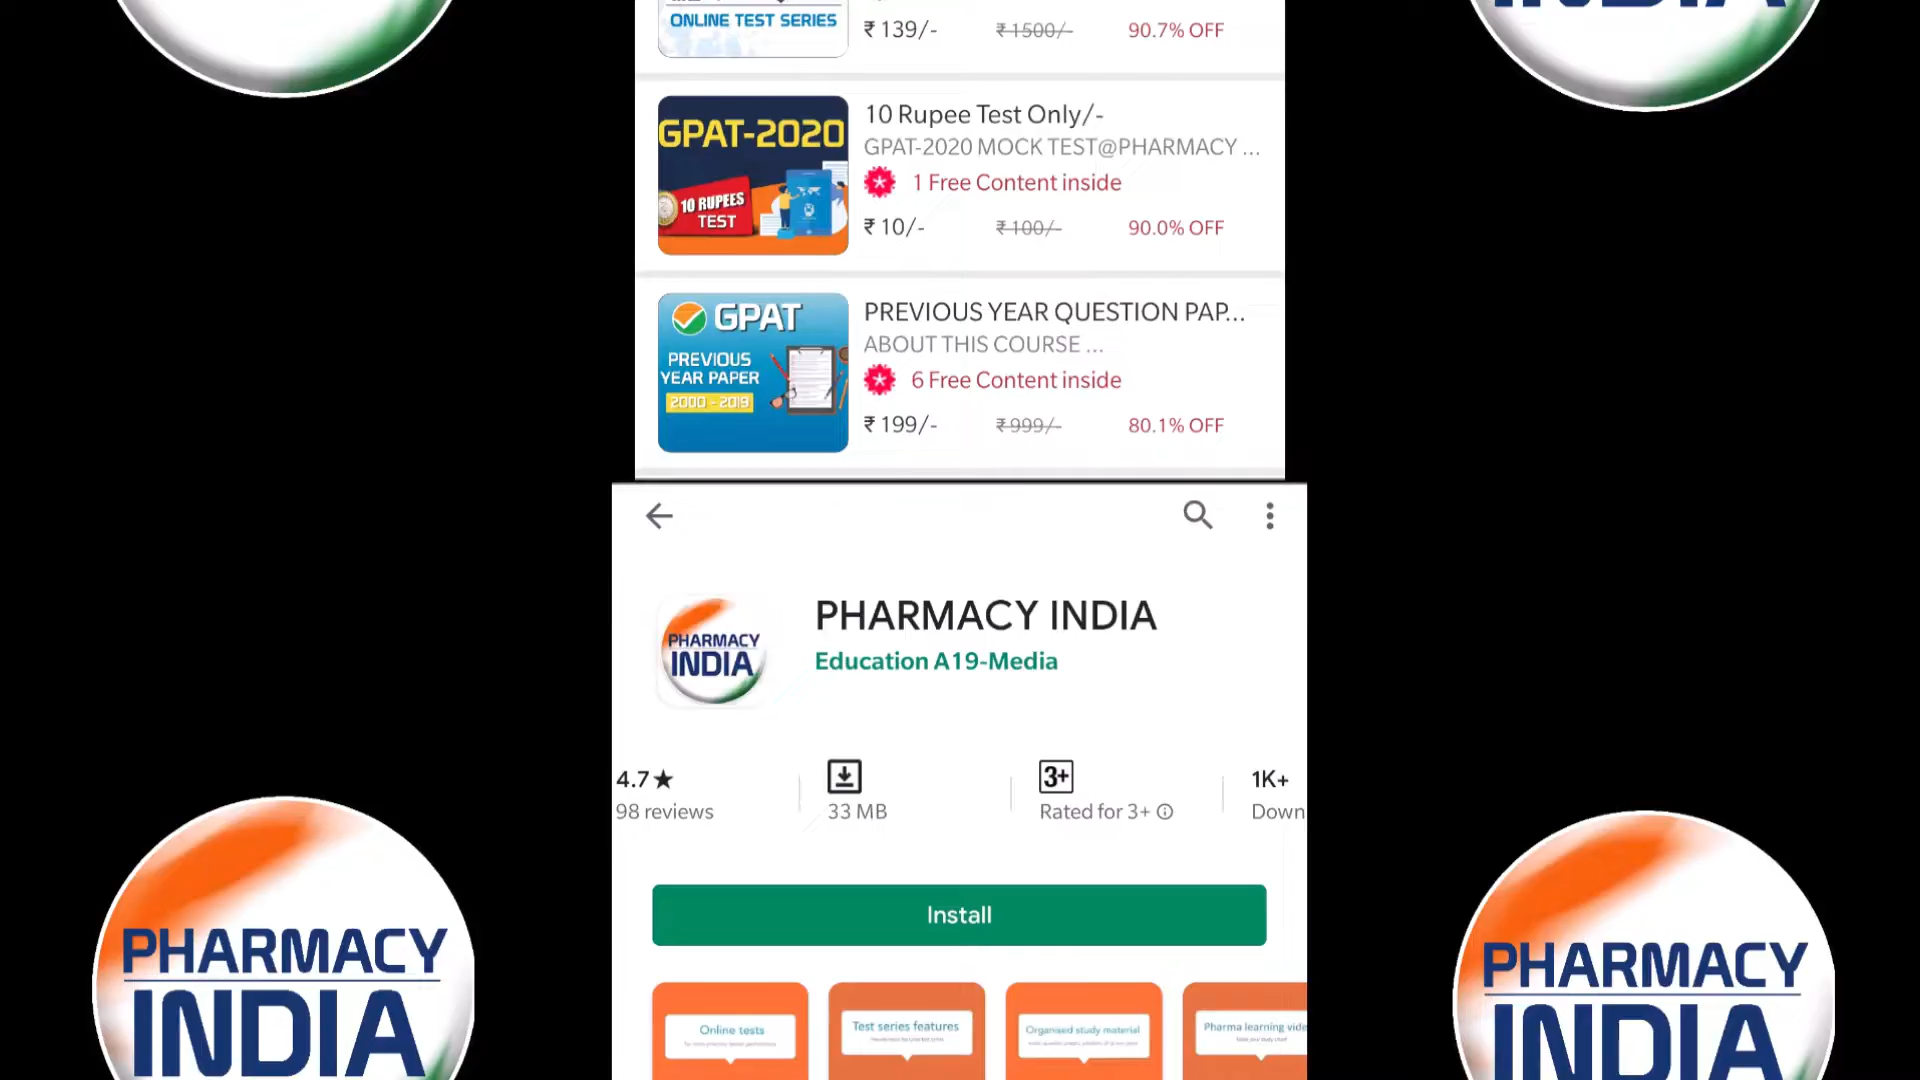 ONLINE TEST SERIES
₹ 139/- ₹ 1500/- 90.7% OFF
GPAT-2020
10 RUPEES
TEST
10 Rupee Test Only/-
GPAT-2020 MOCK TEST@PHARMACY ...
1 Free Content inside
₹ 10/- ₹ 100/- 90.0% OFF
GPAT
PREVIOUS
YEAR PAPER
2000 - 2019
PREVIOUS YEAR QUESTION PAP...
ABOUT THIS COURSE ...
6 Free Content inside
₹ 199/- ₹ 999/- 80.1% OFF
PHARMACY
INDIA
PHARMACY INDIA
Education A19-Media
4.7★
98 reviews
33 MB
3+
Rated for 3+
1K+
Down
Install
Online tests
Test series features
Organised study material
Pharma learning vide
PHARMACY
INDIA
PHARMACY
INDIA